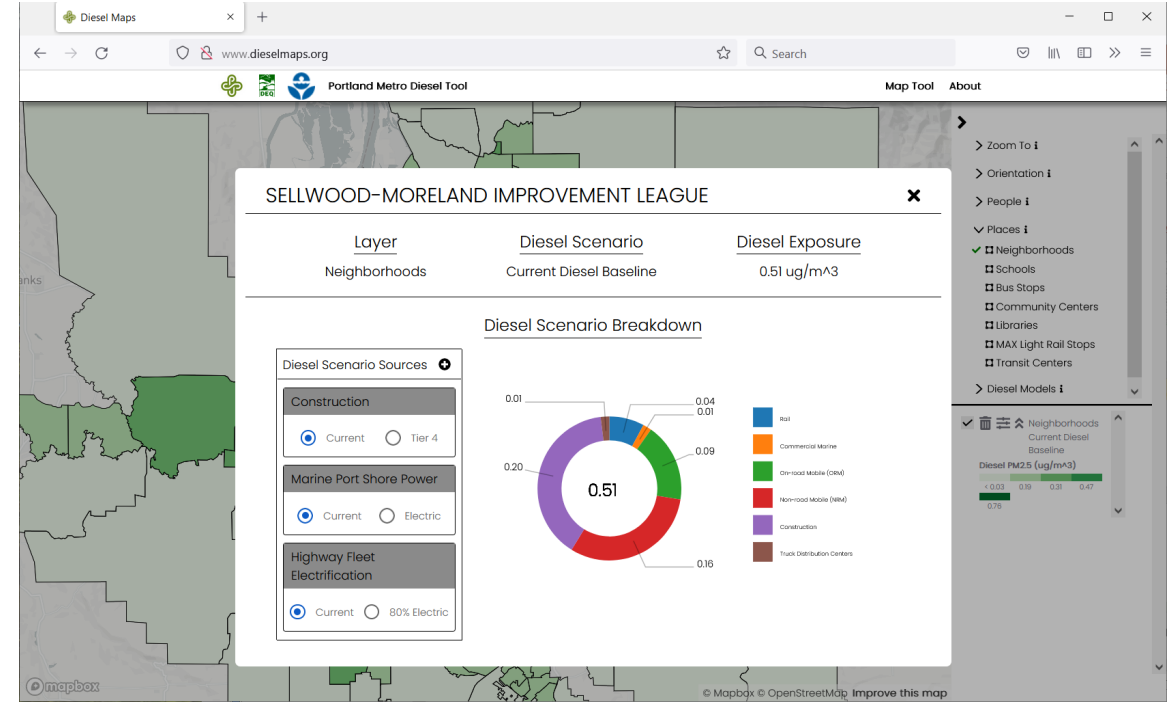 Diesel Maps
www.dieselmaps.org
Search
DEQ
Portland Metro Diesel Tool
Map Tool
About
SELLWOOD-MORELAND IMPROVEMENT LEAGUE
Layer
Diesel Scenario
Diesel Exposure
Neighborhoods
Current Diesel Baseline
0.51 ug/m^3
Diesel Scenario Breakdown
Diesel Scenario Sources
Construction
Current
Tier 4
Marine Port Shore Power
Current
Electric
Highway Fleet
Electrification
Current
80% Electric
0.01
0.04
0.01
0.09
0.20
0.51
0.16
Rail
Commercial Marine
On-road Mobile (ORM)
Non-road Mobile (NRM)
Construction
Truck Distribution Centers
Zoom To i
Orientation i
People i
Places i
Neighborhoods
Schools
Bus Stops
Community Centers
Libraries
MAX Light Rail Stops
Transit Centers
Diesel Models i
Neighborhoods
Current Diesel
Baseline
Diesel PM2.5 (ug/m^3)
< 0.03 0.19 0.31 0.47
0.76
mapbox
© Mapbox © OpenStreetMap Improve this map